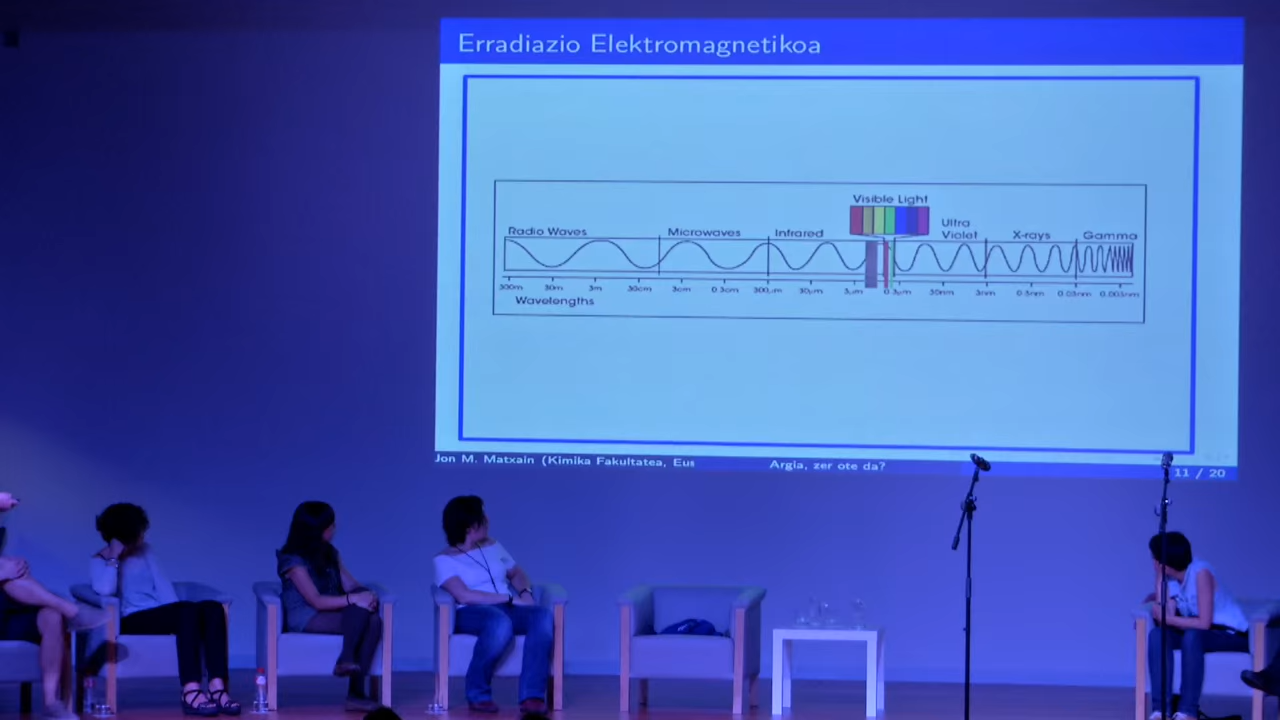 Erradiazio Elektromagnetikoa
Visible Light
Radio Waves Microwaves Infrared Ultra Violet X-rays Gamma
300m 30m 3m 30cm 3cm 0.3cm 300μm 30μm 3μm 0.3μm 30nm 3nm 0.3nm 0.03nm 0.003nm
Wavelengths
Jon M. Matxain (Kimika Fakultatea, Eus Argia, zer ote da? 11 / 20